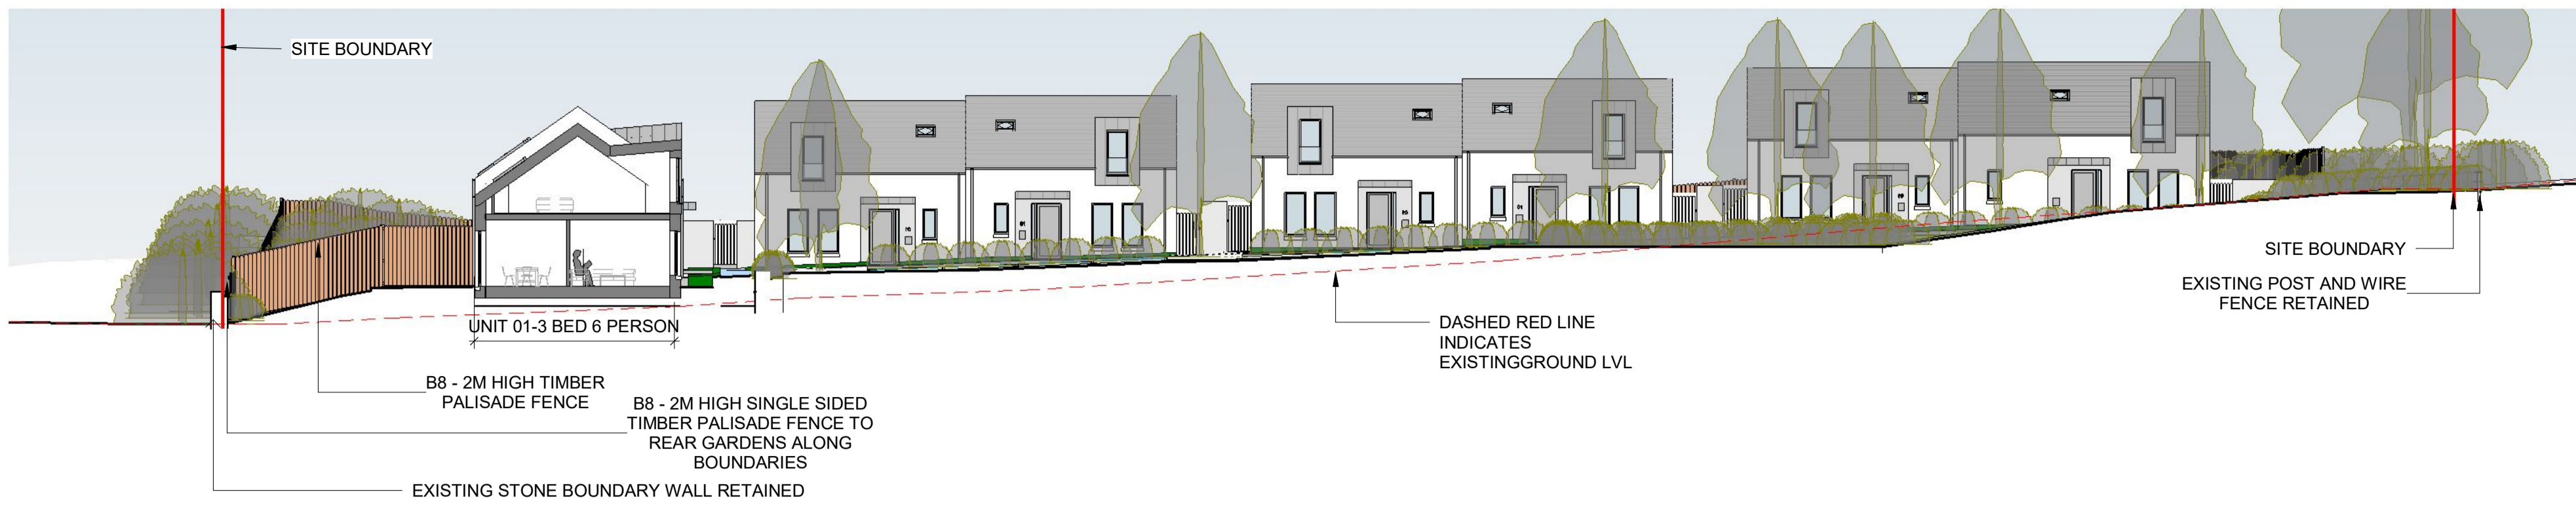 SITE BOUNDARY
UNIT 01-3 BED 6 PERSON
B8 - 2M HIGH TIMBER
PALISADE FENCE
B8 - 2M HIGH SINGLE SIDED
TIMBER PALISADE FENCE TO
REAR GARDENS ALONG
BOUNDARIES
EXISTING STONE BOUNDARY WALL RETAINED
DASHED RED LINE
INDICATES
EXISTINGGROUND LVL
SITE BOUNDARY
EXISTING POST AND WIRE
FENCE RETAINED